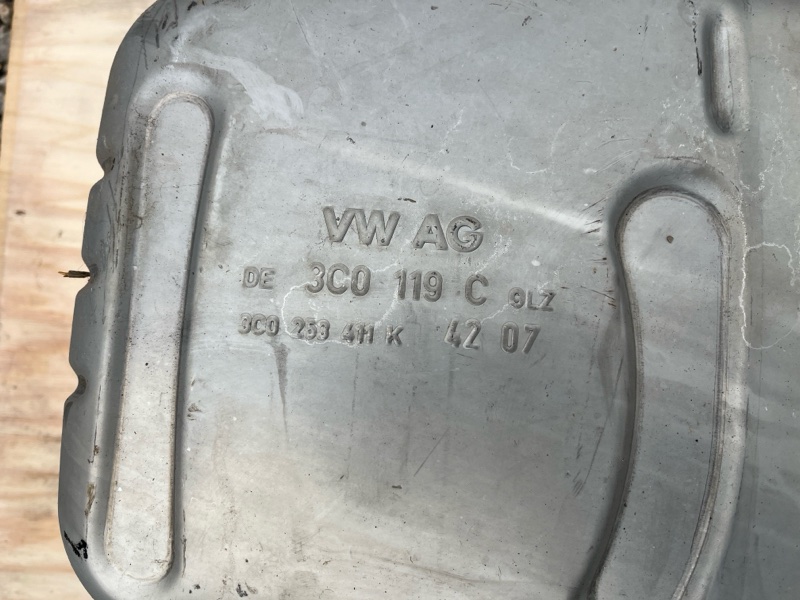 VW AG
DE 3C0 119 C 9LZ
3C0 253 411 K 42 07